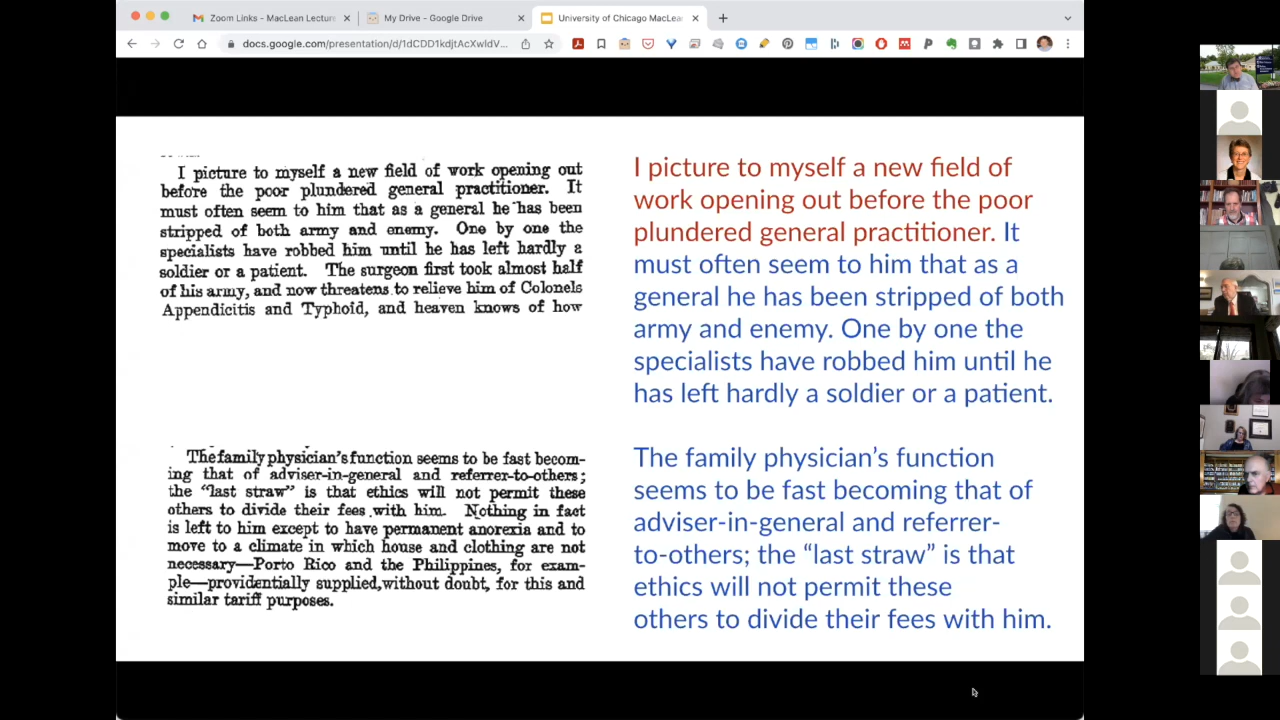 Zoom Links - MacLean Lecture
My Drive - Google Drive
University of Chicago MacLea
docs.google.com/presentation/d/1dCDD1kdjtAcXwldV...
I picture to myself a new field of work opening out
before the poor plundered general practitioner. It
must often seem to him that as a general he has been
stripped of both army and enemy. One by one the
specialists have robbed him until he has left hardly a
soldier or a patient. The surgeon first took almost half
of his army, and now threatens to relieve him of Colonels
Appendicitis and Typhoid, and heaven knows of how
The family physician's function seems to be fast becom-
ing that of adviser-in-general and referrer-to-others;
the "last straw" is that ethics will not permit these
others to divide their fees with him. Nothing in fact
is left to him except to have permanent anorexia and to
move to a climate in which house and clothing are not
necessary—Porto Rico and the Philippines, for exam-
ple—providentially supplied, without doubt, for this and
similar tariff purposes.
I picture to myself a new field of
work opening out before the poor
plundered general practitioner. It
must often seem to him that as a
general he has been stripped of both
army and enemy. One by one the
specialists have robbed him until he
has left hardly a soldier or a patient.
The family physician's function
seems to be fast becoming that of
adviser-in-general and referrer-
to-others; the “last straw” is that
ethics will not permit these
others to divide their fees with him.